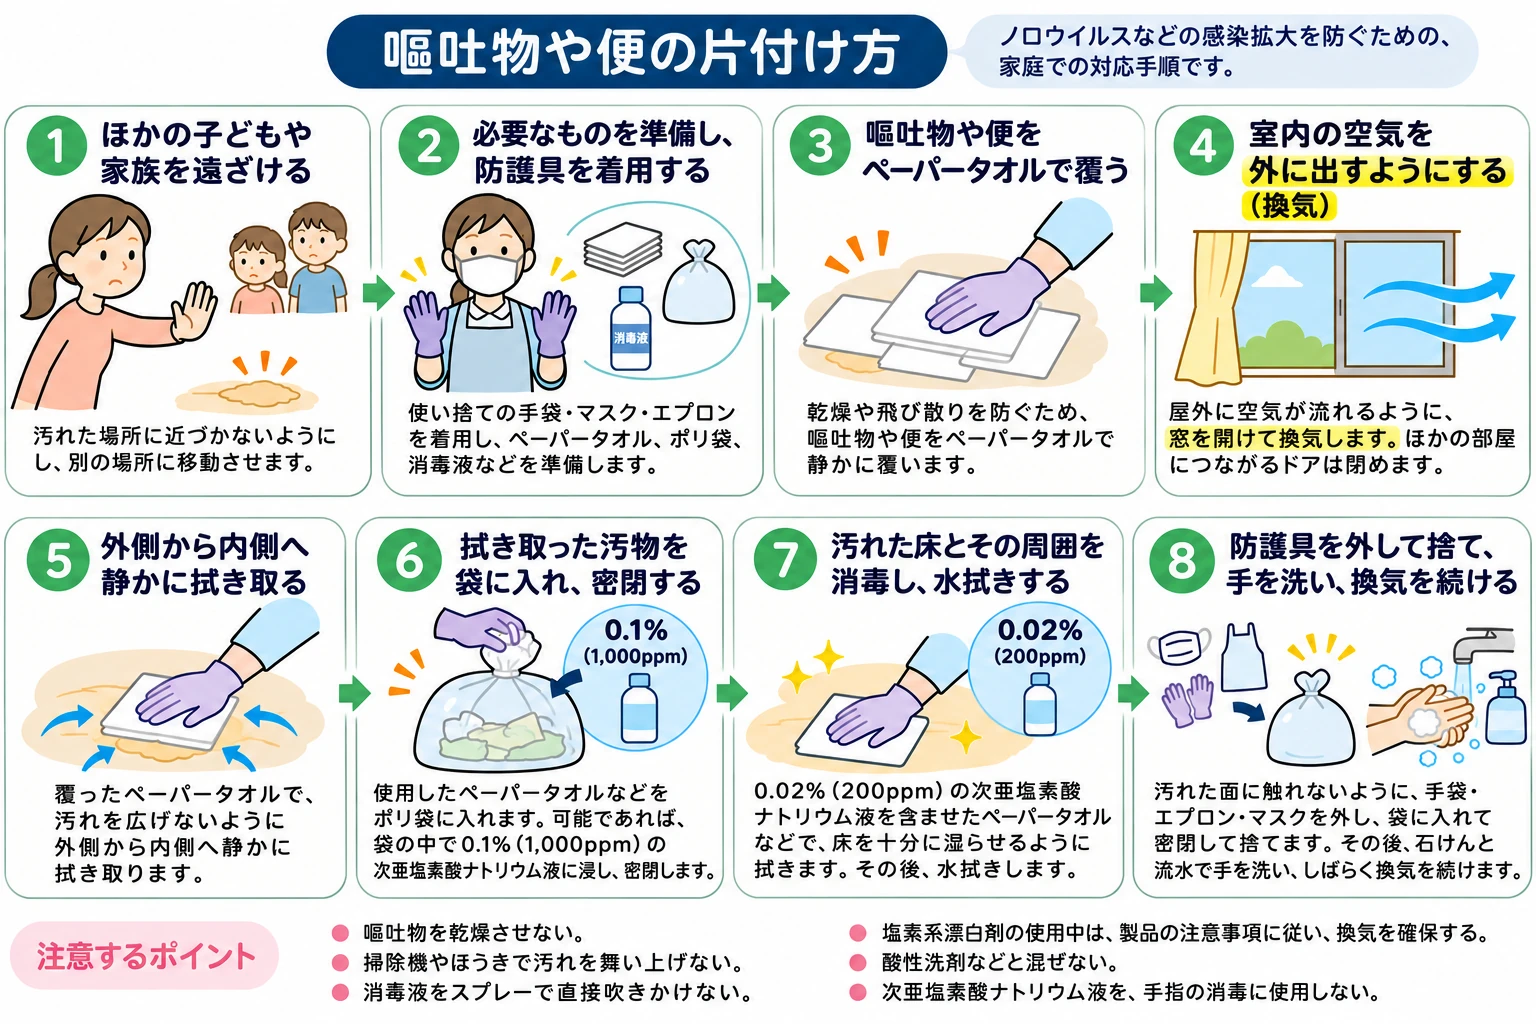 嘔吐物や便の片付け方
ノロウイルスなどの感染拡大を防ぐための、
家庭での対応手順です。
1
ほかの子どもや
家族を遠ざける
汚れた場所に近づかないように
し、別の場所に移動させます。
2
必要なものを準備し、
防護具を着用する
消毒液
使い捨ての手袋・マスク・エプロン
を着用し、ペーパータオル、ポリ袋、
消毒液などを準備します。
3
嘔吐物や便を
ペーパータオルで覆う
乾燥や飛び散りを防ぐため、
嘔吐物や便をペーパータオルで
静かに覆います。
4
室内の空気を
外に出すようにする
（換気）
屋外に空気が流れるように、
窓を開けて換気します。ほかの部屋
につながるドアは閉めます。
5
外側から内側へ
静かに拭き取る
覆ったペーパータオルで、
汚れを広げないように
外側から内側へ静かに
拭き取ります。
6
拭き取った汚物を
袋に入れ、密閉する
0.1%
(1,000ppm)
使用したペーパータオルなどを
ポリ袋に入れます。可能であれば、
袋の中で0.1%（1,000ppm）の
次亜塩素酸ナトリウム液に浸し、密閉します。
7
汚れた床とその周囲を
消毒し、水拭きする
0.02%
(200ppm)
0.02%（200ppm）の次亜塩素酸
ナトリウム液を含ませたペーパータオル
などで、床を十分に湿らせるように
拭きます。その後、水拭きします。
8
防護具を外して捨て、
手を洗い、換気を続ける
汚れた面に触れないように、手袋・
エプロン・マスクを外し、袋に入れて
密閉して捨てます。その後、石けんと
流水で手を洗い、しばらく換気を続けます。
注意するポイント
嘔吐物を乾燥させない。
掃除機やほうきで汚れを舞い上げない。
消毒液をスプレーで直接吹きかけない。
塩素系漂白剤の使用中は、製品の注意事項に従い、換気を確保する。
酸性洗剤などと混ぜない。
次亜塩素酸ナトリウム液を、手指の消毒に使用しない。